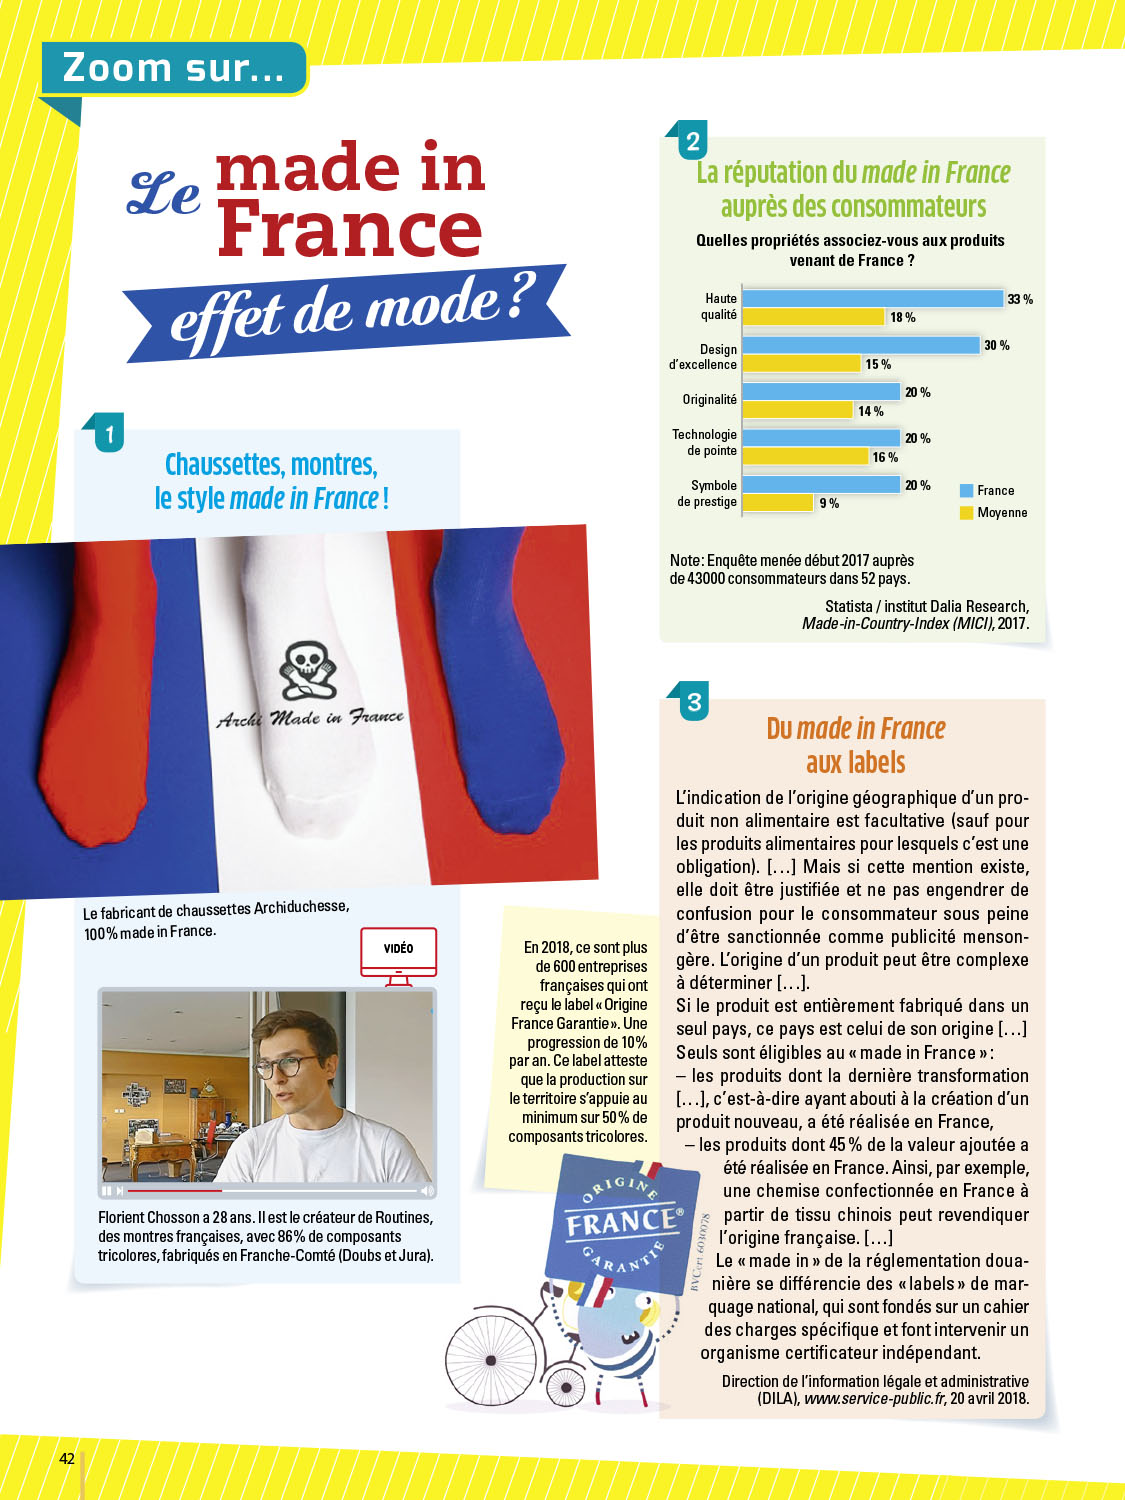 Zoom sur...
Le made in
France
effet de mode ?
1
Chaussettes, montres,
le style made in France !
Archi Made in France
Le fabricant de chaussettes Archiduchesse,
100 % made in France.
VIDÉO
Florient Chosson a 28 ans. Il est le créateur de Routines,
des montres françaises, avec 86 % de composants
tricolores, fabriqués en Franche-Comté (Doubs et Jura).
2
La réputation du made in France
auprès des consommateurs
Quelles propriétés associez-vous aux produits
venant de France ?
Haute
qualité
33 %
18 %
Design
d'excellence
30 %
15 %
Originalité
20 %
14 %
Technologie
de pointe
20 %
16 %
Symbole
de prestige
20 %
9 %
France
Moyenne
Note : Enquête menée début 2017 auprès
de 43000 consommateurs dans 52 pays.
Statista / institut Dalia Research,
Made-in-Country-Index (MICI), 2017.
En 2018, ce sont plus
de 600 entreprises
françaises qui ont
reçu le label « Origine
France Garantie ». Une
progression de 10%
par an. Ce label atteste
que la production sur
le territoire s'appuie au
minimum sur 50 % de
composants tricolores.
ORIGINE
FRANCE®
GARANTIE
BVCert. 6030078
3
Du made in France
aux labels
L'indication de l'origine géographique d'un pro-
duit non alimentaire est facultative (sauf pour
les produits alimentaires pour lesquels c'est une
obligation). [...] Mais si cette mention existe,
elle doit être justifiée et ne pas engendrer de
confusion pour le consommateur sous peine
d'être sanctionnée comme publicité menson-
gère. L'origine d'un produit peut être complexe
à déterminer [...].
Si le produit est entièrement fabriqué dans un
seul pays, ce pays est celui de son origine [...]
Seuls sont éligibles au « made in France » :
– les produits dont la dernière transformation
[...], c'est-à-dire ayant abouti à la création d'un
produit nouveau, a été réalisée en France,
– les produits dont 45 % de la valeur ajoutée a
été réalisée en France. Ainsi, par exemple,
une chemise confectionnée en France à
partir de tissu chinois peut revendiquer
l'origine française. [...]
Le « made in » de la réglementation doua-
nière se différencie des « labels » de mar-
quage national, qui sont fondés sur un cahier
des charges spécifique et font intervenir un
organisme certificateur indépendant.
Direction de l'information légale et administrative
(DILA), www.service-public.fr, 20 avril 2018.
42